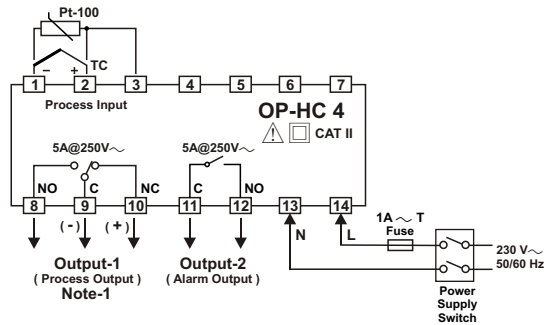 Pt-100
TC
– +
1 2 3 4 5 6 7
Process Input
OP-HC 4
CAT II
5A@250V~ 5A@250V~
NO C NC C NO
8 9 10 11 12 13 14
(-) (+)
N L
1A ~ T
Fuse
Output-1
( Process Output )
Note-1
Output-2
( Alarm Output )
230 V~
50/60 Hz
Power
Supply
Switch